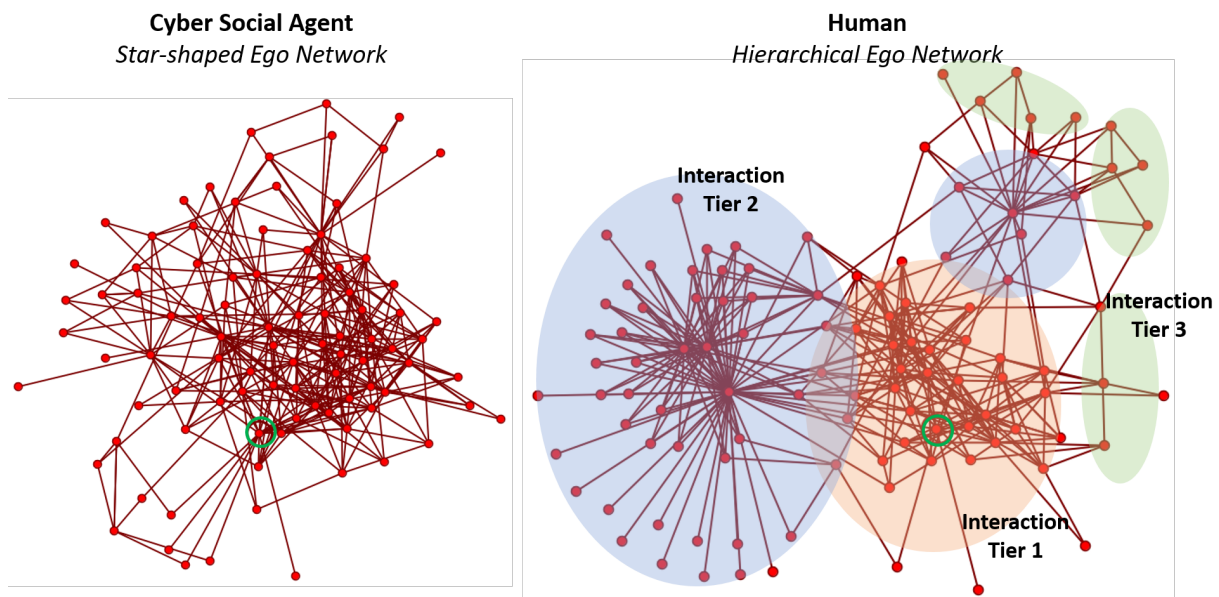 Cyber Social Agent
Star-shaped Ego Network
Human
Hierarchical Ego Network
Interaction
Tier 2
Interaction
Tier 3
Interaction
Tier 1